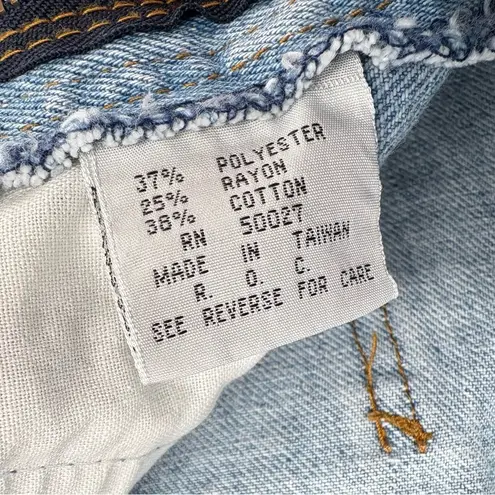 37% POLYESTER
25% RAYON
38% COTTON
RN 50027
MADE IN TAIWAN
R. O. C.
SEE REVERSE FOR CARE